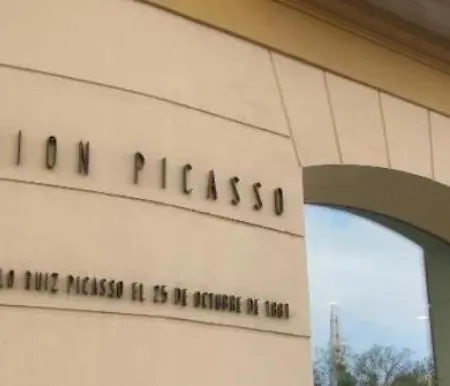 ION PICASSO
LO RUIZ PICASSO EL 25 DE OCTUBRE DE 1881